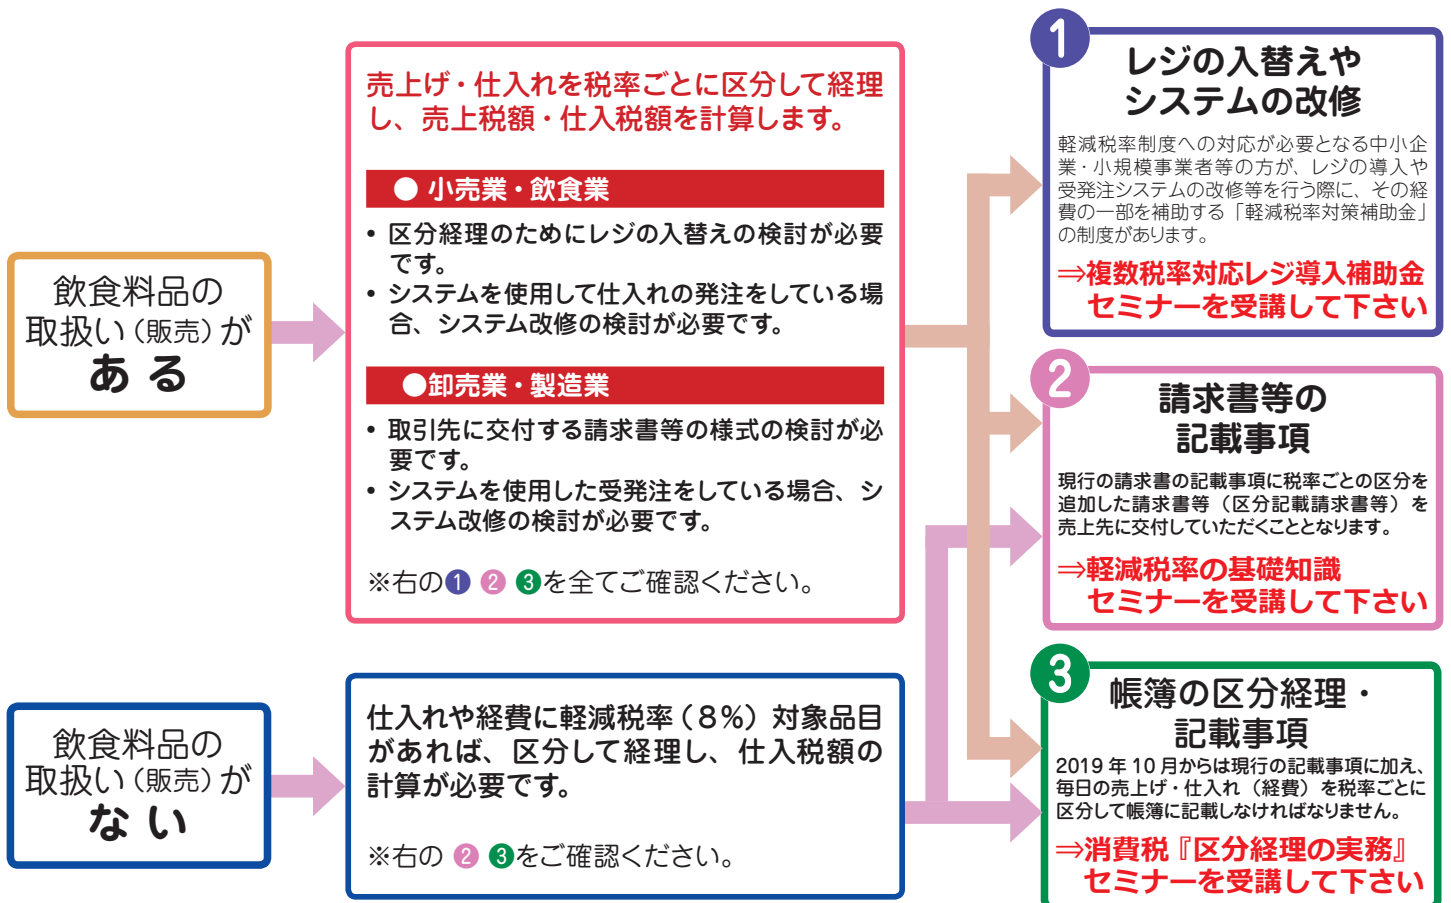 飲食料品の
取扱い（販売）が
ある
売上げ・仕入れを税率ごとに区分して経理
し、売上税額・仕入税額を計算します。
● 小売業・飲食業
• 区分経理のためにレジの入替えの検討が必要
です。
• システムを使用して仕入れの発注をしている場
合、システム改修の検討が必要です。
●卸売業・製造業
• 取引先に交付する請求書等の様式の検討が必
要です。
• システムを使用した受発注をしている場合、シ
ステム改修の検討が必要です。
※右の❶ ❷ ❸を全てご確認ください。
飲食料品の
取扱い（販売）が
ない
仕入れや経費に軽減税率（８％）対象品目
があれば、区分して経理し、仕入税額の
計算が必要です。
※右の ❷ ❸をご確認ください。
1
レジの入替えや
システムの改修
軽減税率制度への対応が必要となる中小企
業・小規模事業者等の方が、レジの導入や
受発注システムの改修等を行う際に、その経
費の一部を補助する「軽減税率対策補助金」
の制度があります。
⇒複数税率対応レジ導入補助金
セミナーを受講して下さい
2
請求書等の
記載事項
現行の請求書の記載事項に税率ごとの区分を
追加した請求書等（区分記載請求書等）を
売上先に交付していただくこととなります。
⇒軽減税率の基礎知識
セミナーを受講して下さい
3
帳簿の区分経理・
記載事項
2019 年 10 月からは現行の記載事項に加え、
毎日の売上げ・仕入れ（経費）を税率ごとに
区分して帳簿に記載しなければなりません。
⇒消費税『区分経理の実務』
セミナーを受講して下さい